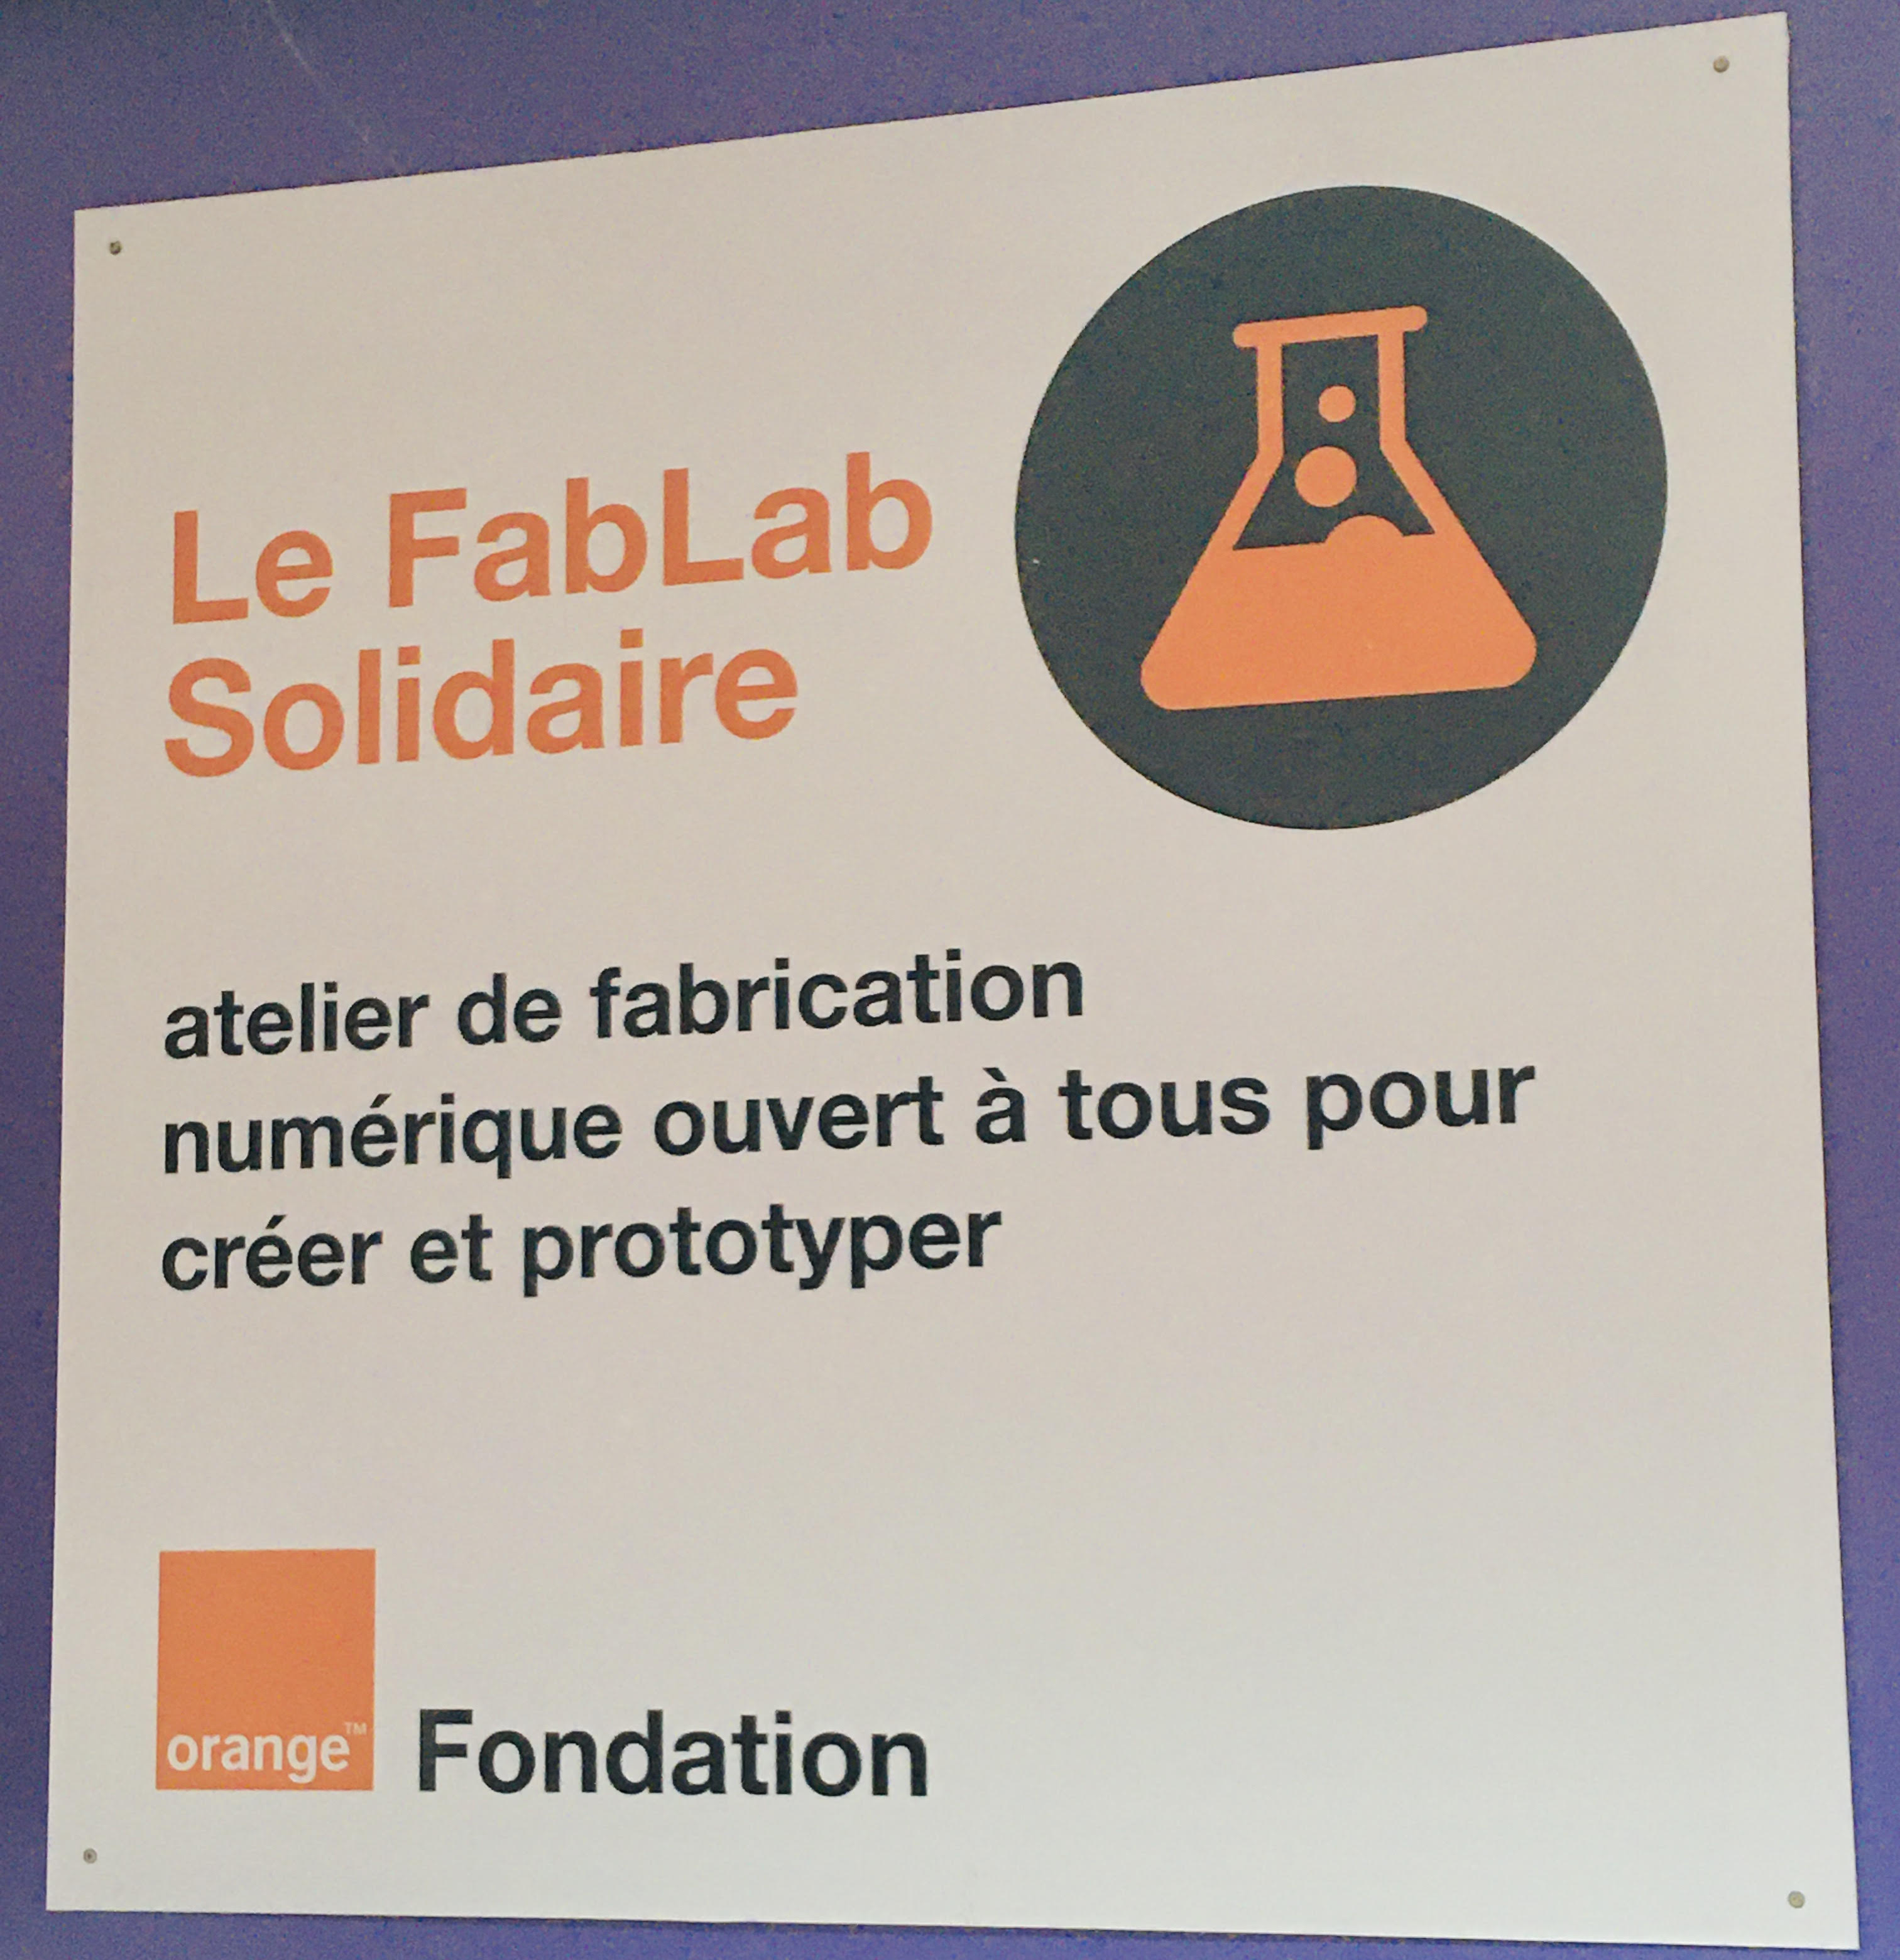 Le FabLab
Solidaire
atelier de fabrication
numérique ouvert à tous pour
créer et prototyper
orange™
Fondation